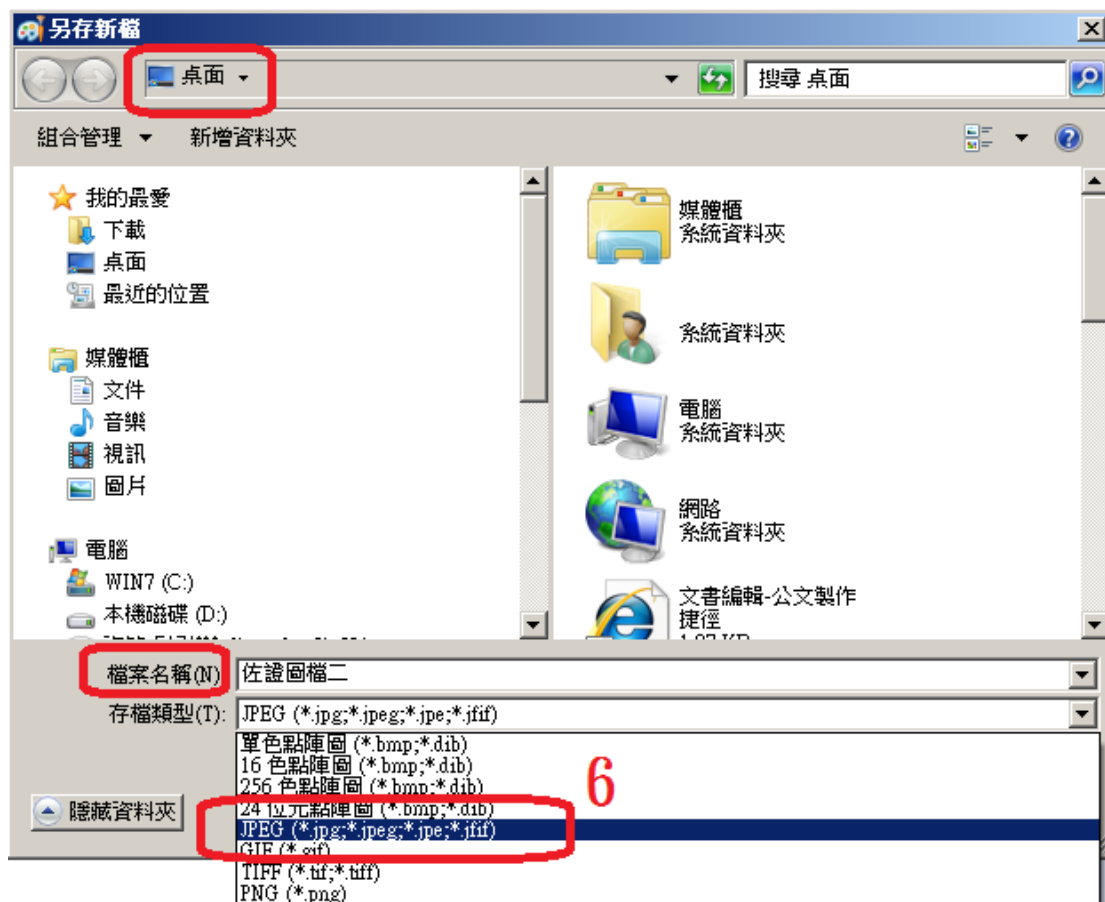 另存新檔
桌面
搜尋 桌面
組合管理
新增資料夾
我的最愛
下載
桌面
最近的位置
媒體櫃
文件
音樂
視訊
圖片
電腦
WIN7 (C:)
本機磁碟 (D:)
媒體櫃
系統資料夾
系統資料夾
電腦
系統資料夾
網路
系統資料夾
文書編輯-公文製作
捷徑
檔案名稱(N)
佐證圖檔二
存檔類型(T):
JPEG (*.jpg;*.jpeg;*.jpe;*.jfif)
單色點陣圖 (*.bmp;*.dib)
16 色點陣圖 (*.bmp;*.dib)
256 色點陣圖 (*.bmp;*.dib)
24 位元點陣圖 (*.bmp;*.dib)
JPEG (*.jpg;*.jpeg;*.jpe;*.jfif)
GIF (*.gif)
TIFF (*.tif;*.tiff)
PNG (*.png)
6
隱藏資料夾